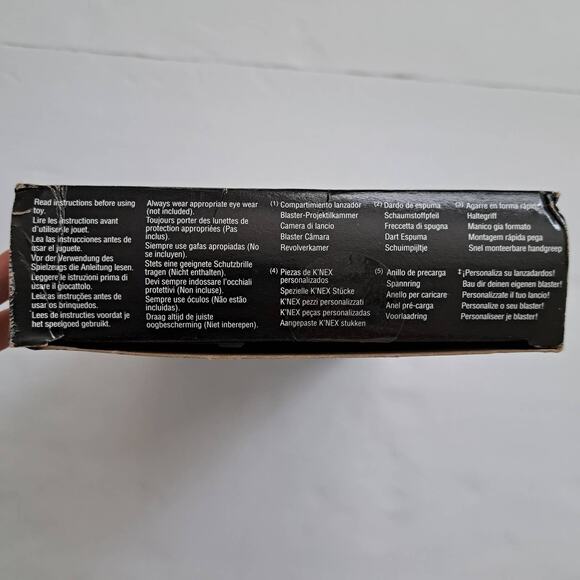 Read instructions before using
toy.
Lire les instructions avant
d'utiliser le jouet.
Lea las instrucciones antes de
usar el juguete.
Vor der Verwendung des
Spielzeugs die Anleitung lesen.
Leggere le istruzioni prima di
usare il giocattolo.
Leia as instruções antes de
usar os brinquedos.
Lees de instructies voordat je
het speelgoed gebruikt.
Always wear appropriate eye wear
(not included).
Toujours porter des lunettes de
protection appropriées (Pas
inclus).
Siempre use gafas apropiadas (No
se incluyen).
Stets eine geeignete Schutzbrille
tragen (Nicht enthalten).
Devi sempre indossare l'occhiali
protettivi (Non incluse).
Sempre use óculos (Não estão
incluídas).
Draag altijd de juiste
oogbescherming (Niet inbrepen).
(1) Compartimiento lanzador
Blaster-Projektilkammer
Camera di lancio
Blaster Câmara
Revolverkamer
(2) Dardo de espuma
Schaumstoffpfeil
Freccetta di spugna
Dart Espuma
Schuimpijltje
(3) Agarre en forma rápida
Haltegriff
Manico gia formato
Montagem rápida pega
Snel monteerbare handgreep
(4) Piezas de K'NEX
personalizados
Spezielle K'NEX Stücke
K'NEX pezzi personalizzati
K'NEX peças personalizadas
Aangepaste K'NEX stukken
(5) Anillo de precarga
Spannring
Anello per caricare
Anel pré-carga
Voorlaadring
‡¡Personaliza su lanzadardos!
Bau dir deinen eigenen blaster!
Personalizzate il tuo lancio!
Personalize o seu blaster!
Personaliseer je blaster!